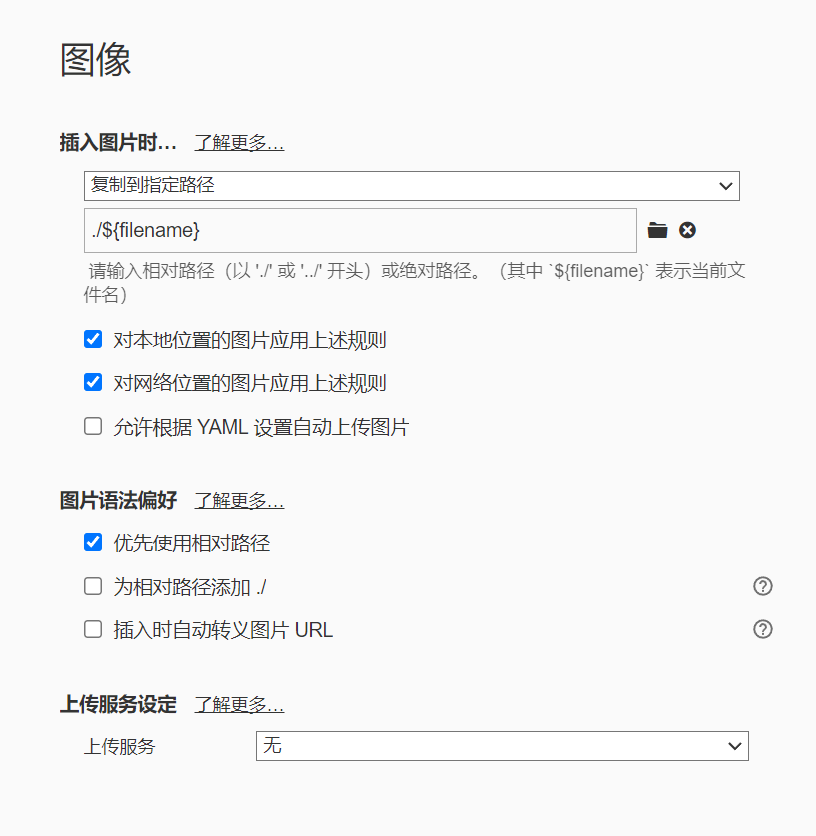 图像
插入图片时... 了解更多...
复制到指定路径
./${filename}
请输入相对路径（以 './' 或 '../' 开头）或绝对路径。（其中 `${filename}` 表示当前文
件名）
对本地位置的图片应用上述规则
对网络位置的图片应用上述规则
允许根据 YAML 设置自动上传图片
图片语法偏好 了解更多...
优先使用相对路径
为相对路径添加 ./
插入时自动转义图片 URL
上传服务设定 了解更多...
上传服务 无